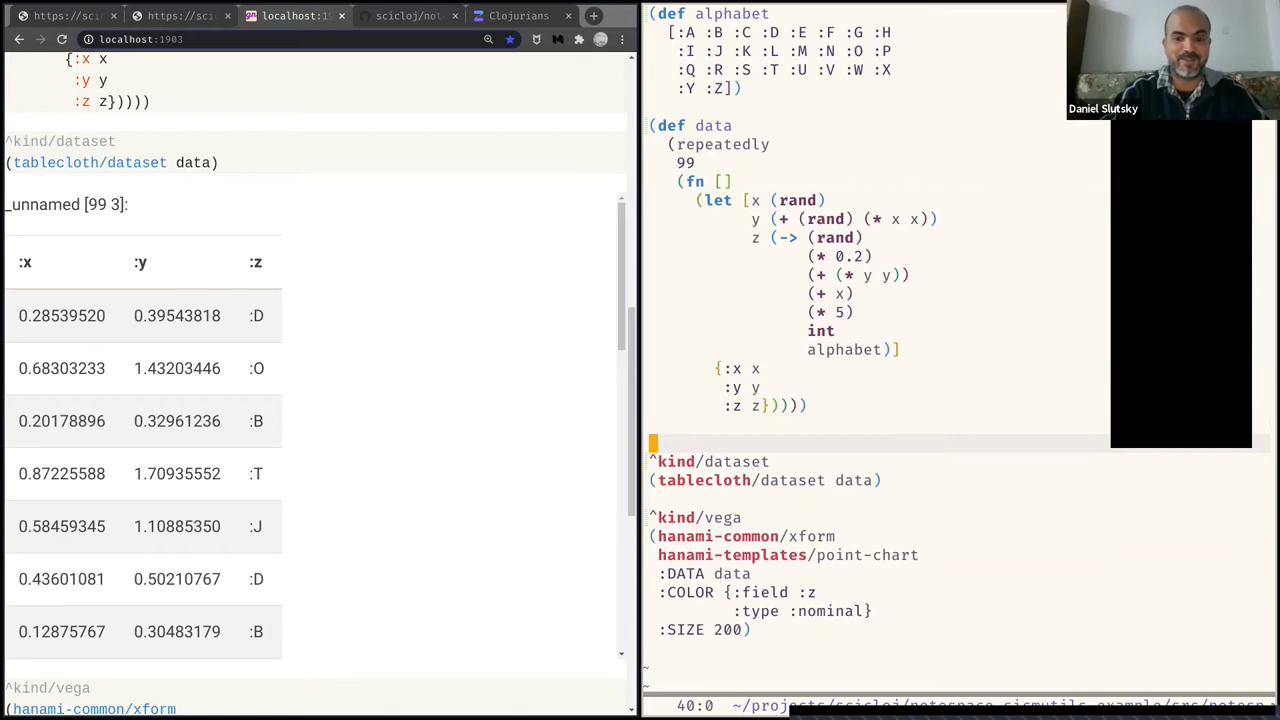 https://sci
https://sci
localhost:19
scicloj/not
Clojurians
localhost:1903
{:x x
:y y
:z z}))))
^kind/dataset
(tablecloth/dataset data)
_unnamed [99 3]:
:x :y :z
0.28539520 0.39543818 :D
0.68303233 1.43203446 :O
0.20178896 0.32961236 :B
0.87225588 1.70935552 :T
0.58459345 1.10885350 :J
0.43601081 0.50210767 :D
0.12875767 0.30483179 :B
^kind/vega
(hanami-common/xform
(def alphabet
[:A :B :C :D :E :F :G :H
:I :J :K :L :M :N :O :P
:Q :R :S :T :U :V :W :X
:Y :Z])
(def data
(repeatedly
99
(fn []
(let [x (rand)
y (+ (rand) (* x x))
z (-> (rand)
(* 0.2)
(+ (* y y))
(+ x)
(* 5)
int
alphabet)]
{:x x
:y y
:z z}))))
^kind/dataset
(tablecloth/dataset data)
^kind/vega
(hanami-common/xform
hanami-templates/point-chart
:DATA data
:COLOR {:field :z
:type :nominal}
:SIZE 200)
~
~
40:0
Daniel Slutsky